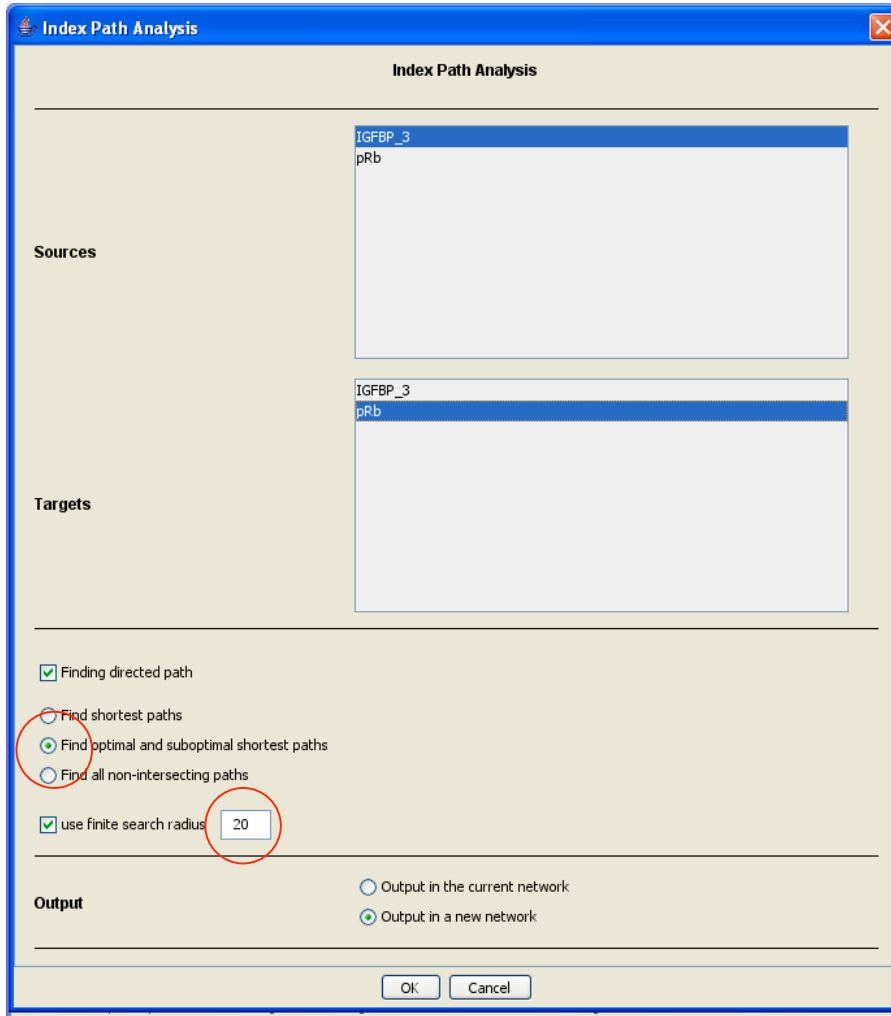 Index Path Analysis
Index Path Analysis
IGFBP_3
pRb
Sources
IGFBP_3
pRb
Targets
Finding directed path
Find shortest paths
Find optimal and suboptimal shortest paths
Find all non-intersecting paths
use finite search radius 20
Output in the current network
Output
Output in a new network
OK Cancel